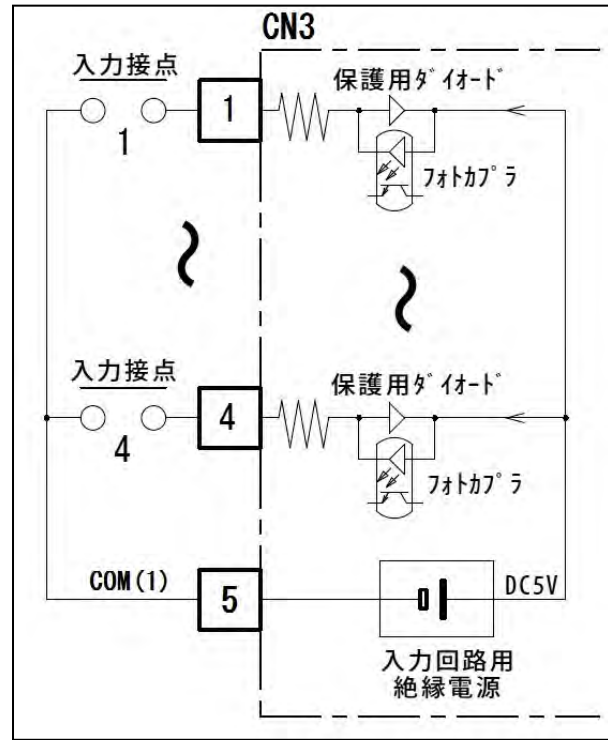 CN3
入力接点
1
1
保護用ﾀﾞｲｵｰﾄﾞ
ﾌｫﾄｶﾌﾟﾗ
入力接点
4
4
保護用ﾀﾞｲｵｰﾄﾞ
ﾌｫﾄｶﾌﾟﾗ
COM(1)
5
DC5V
入力回路用
絶縁電源